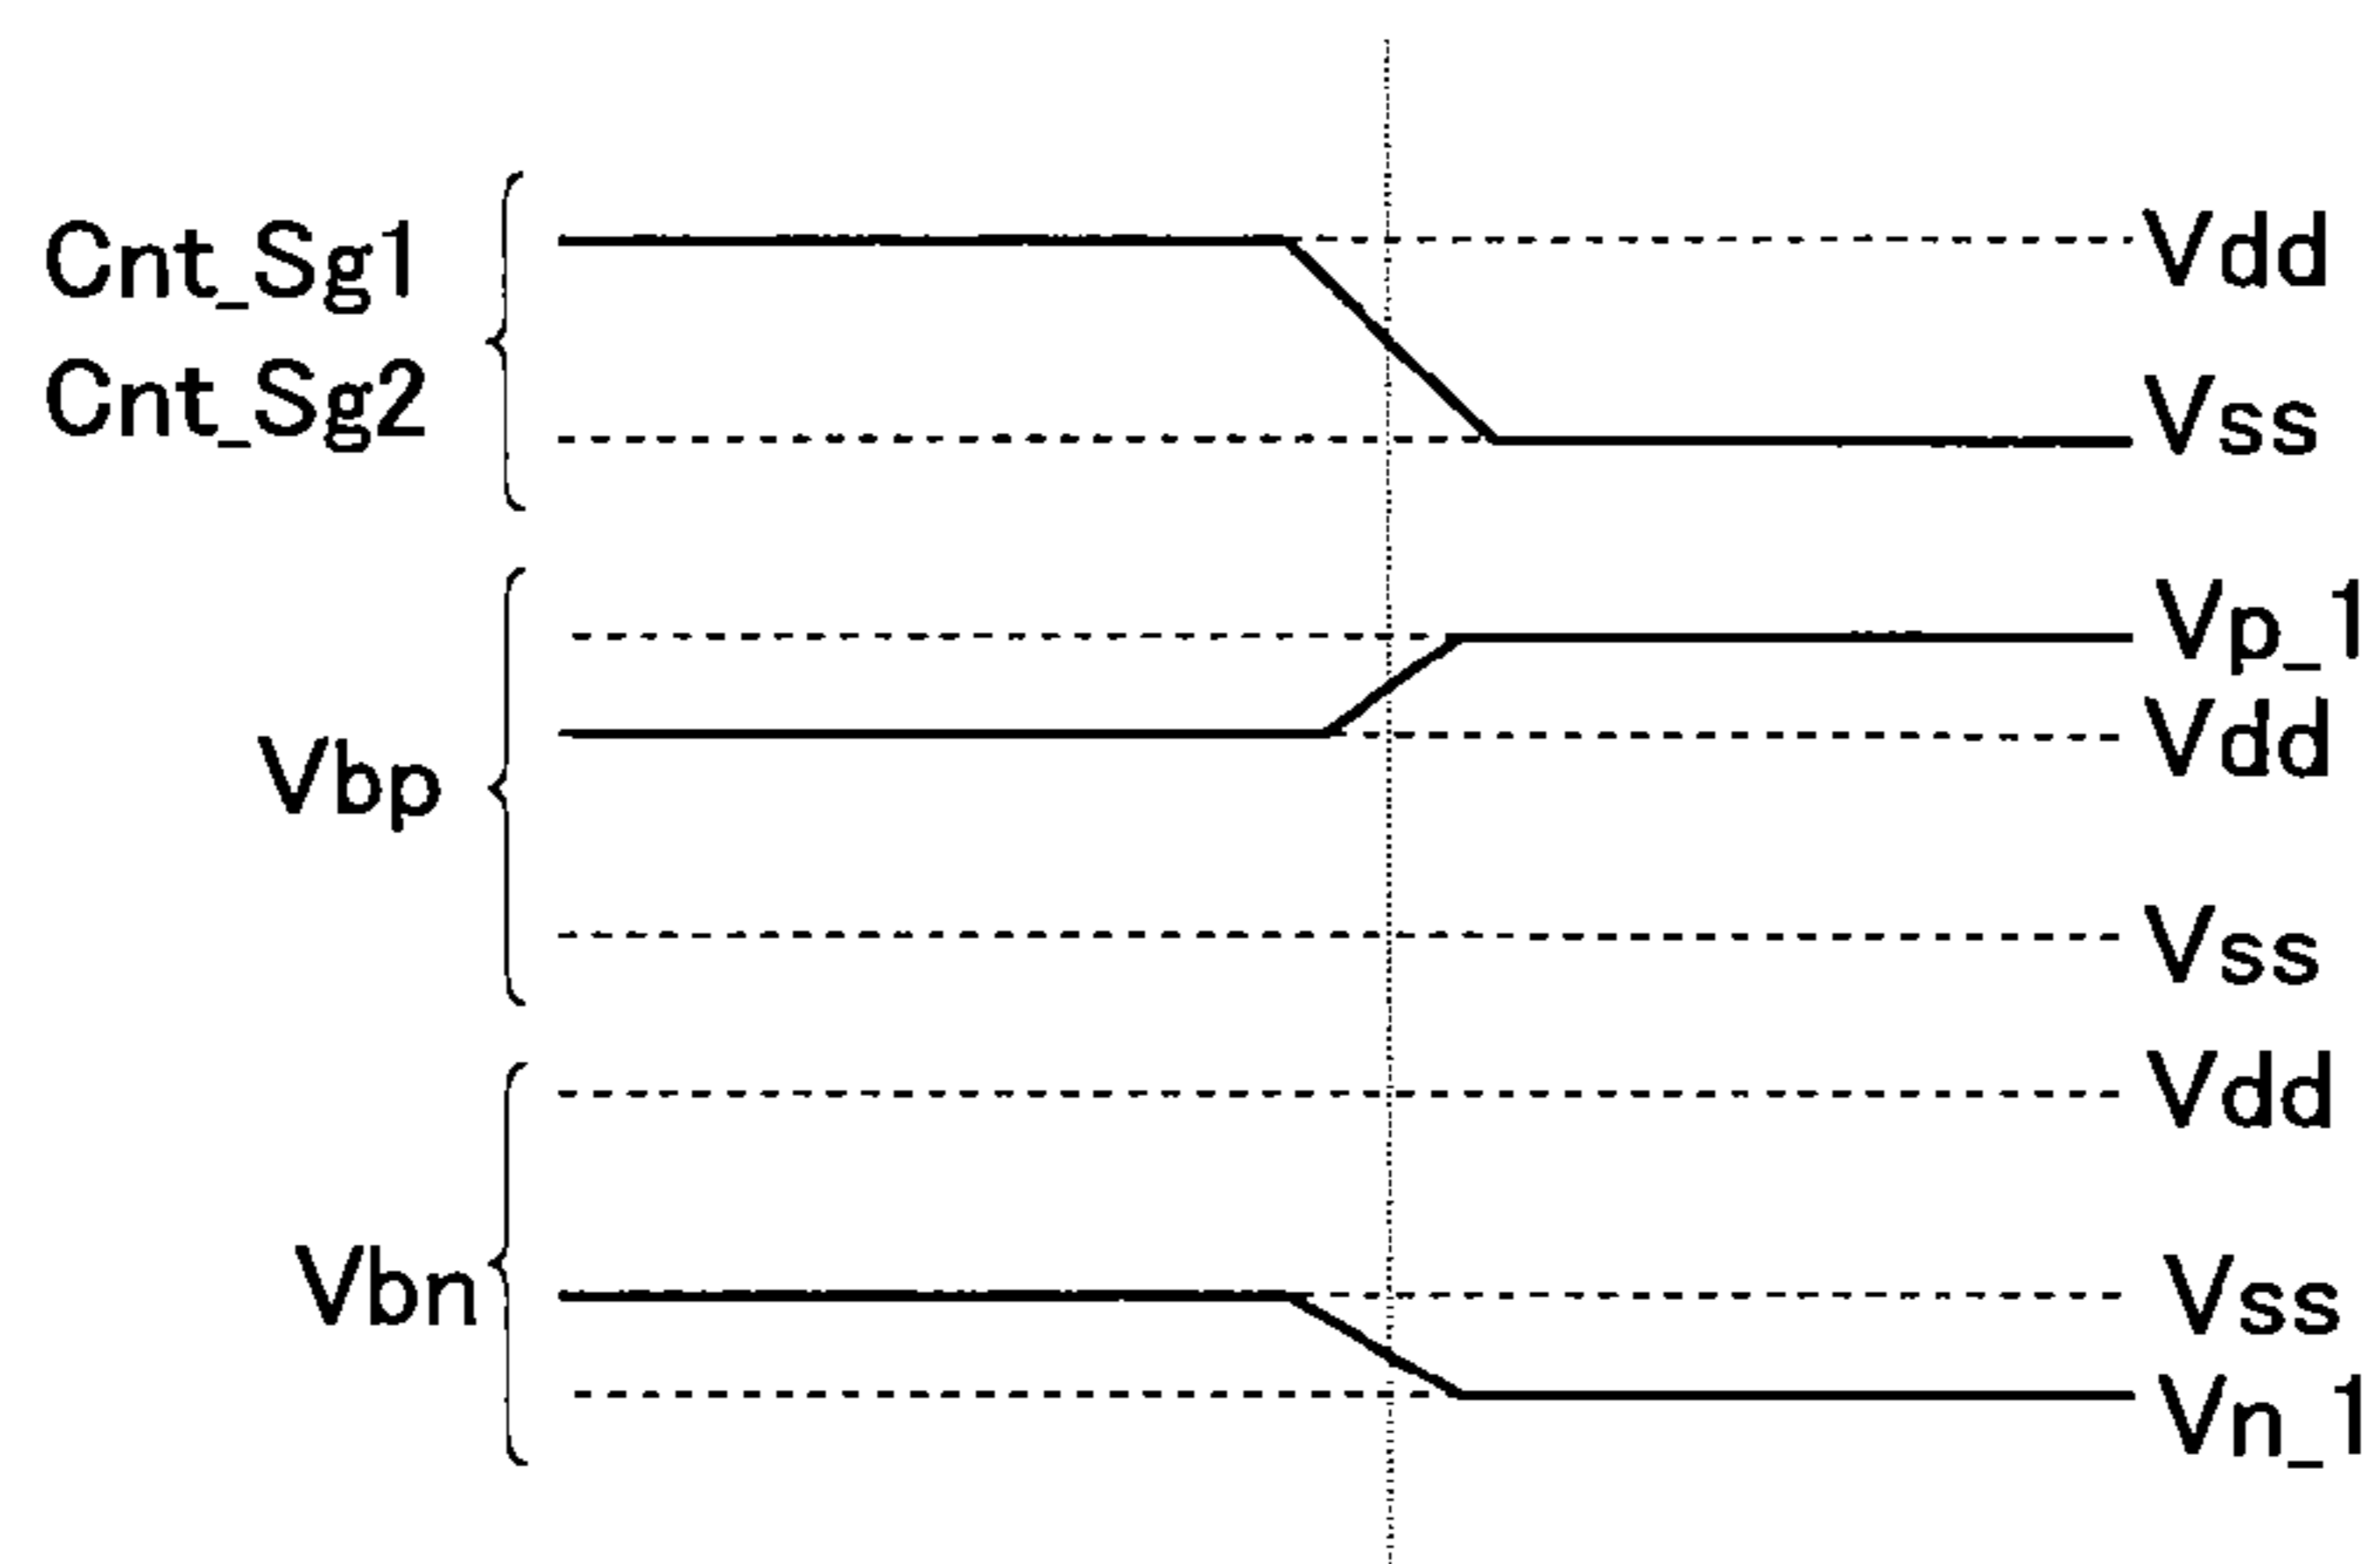 Cnt_Sg1
Cnt_Sg2
Vdd
Vss
Vbp
Vp_1
Vdd
Vss
Vbn
Vdd
Vss
Vn_1